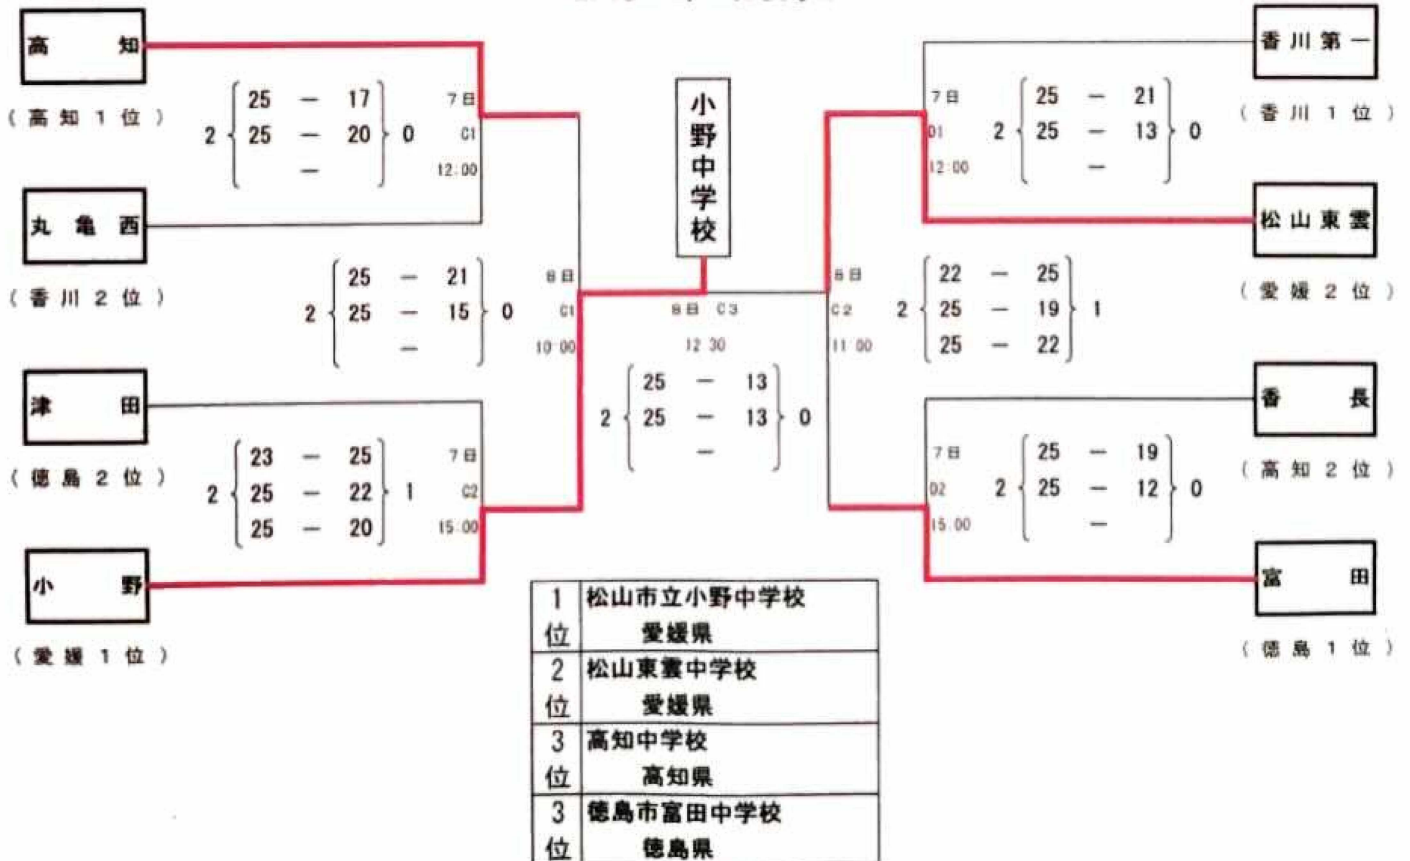 高知
(高知1位)
2 25 － 17 0
25 － 20
－
7日
C1
12:00
丸亀西
(香川2位)
2 25 － 21 0
25 － 15
－
8日
C1
10:00
津田
(徳島2位)
2 23 － 25 1
25 － 22
25 － 20
7日
C2
15:00
小野
(愛媛1位)
小野中学校
8日 C3
12:30
2 25 － 13 0
25 － 13
－
香川第一
(香川1位)
7日
D1
12:00
2 25 － 21 0
25 － 13
－
松山東雲
(愛媛2位)
8日
C2
11:00
2 22 － 25 1
25 － 19
25 － 22
香長
(高知2位)
7日
D2
15:00
2 25 － 19 0
25 － 12
－
富田
(徳島1位)
1位 松山市立小野中学校
愛媛県
2位 松山東雲中学校
愛媛県
3位 高知中学校
高知県
3位 徳島市富田中学校
徳島県